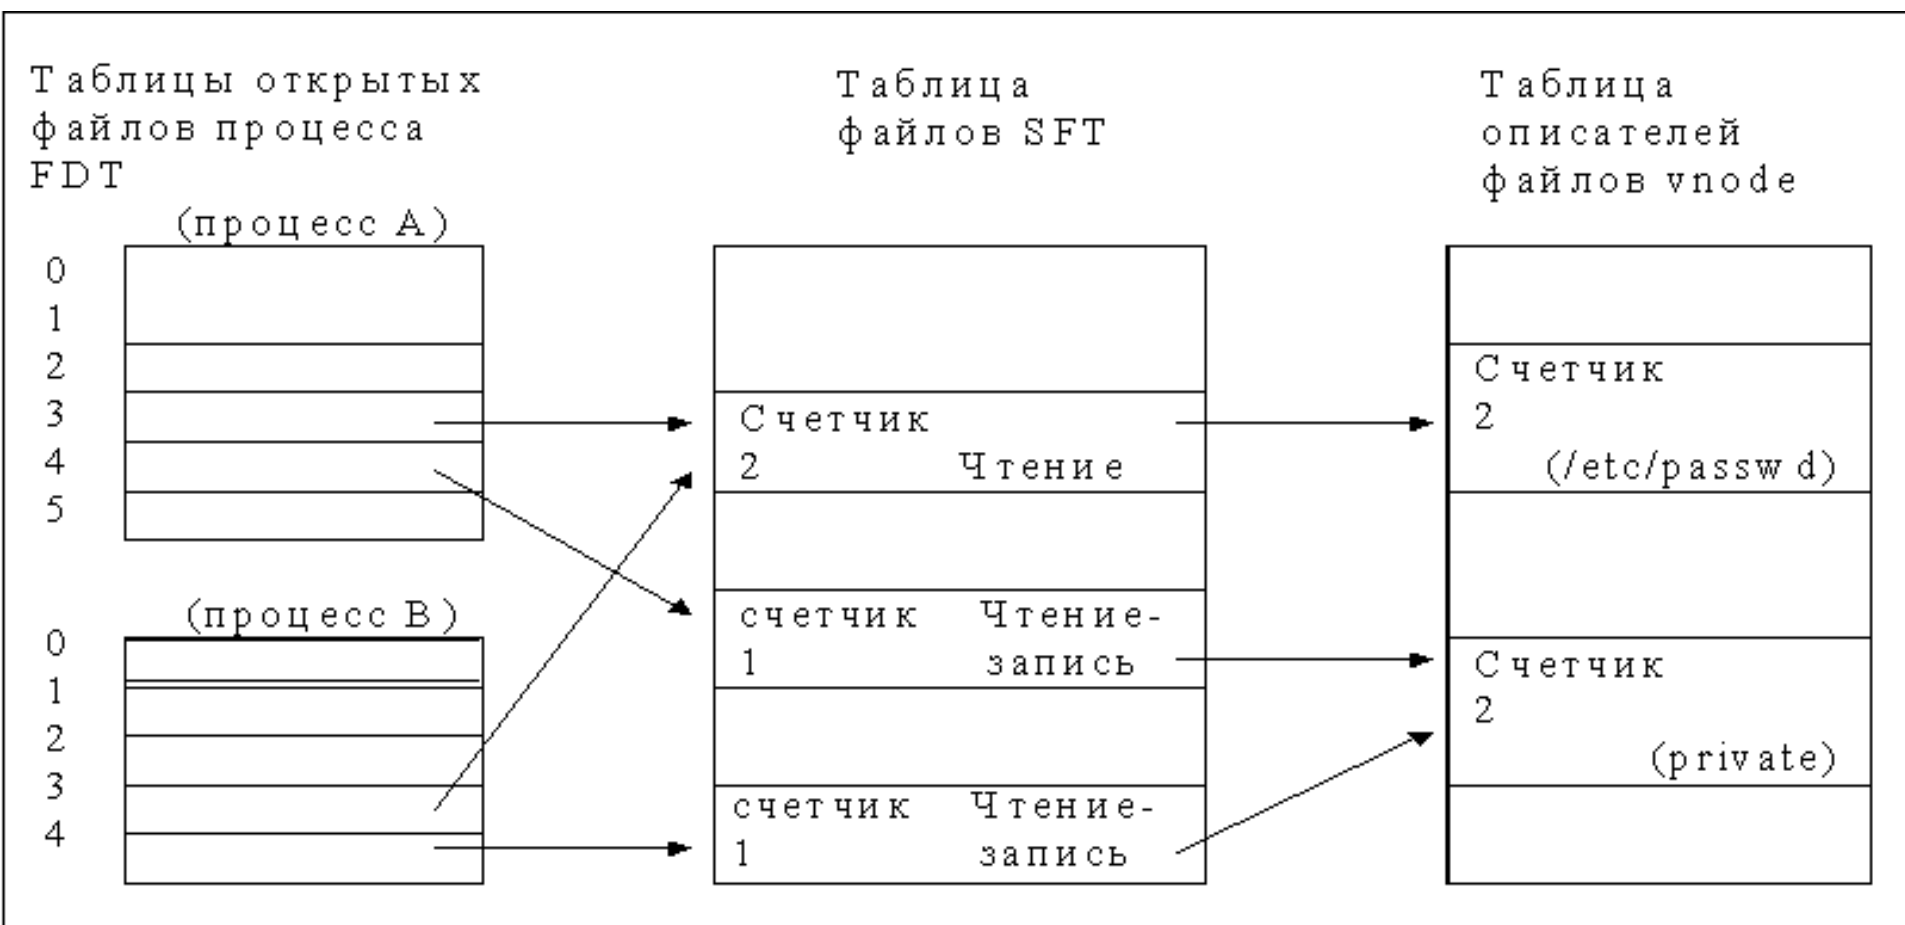 Таблицы открытых
файлов процесса
FDT
(процесс A)
0
1
2
3
4
5
(процесс B)
0
1
2
3
4
Таблица
файлов SFT
Счетчик
2 Чтение
счетчик Чтение-
1 запись
счетчик Чтение-
1 запись
Таблица
описателей
файлов vnode
Счетчик
2
(/etc/passwd)
Счетчик
2
(private)